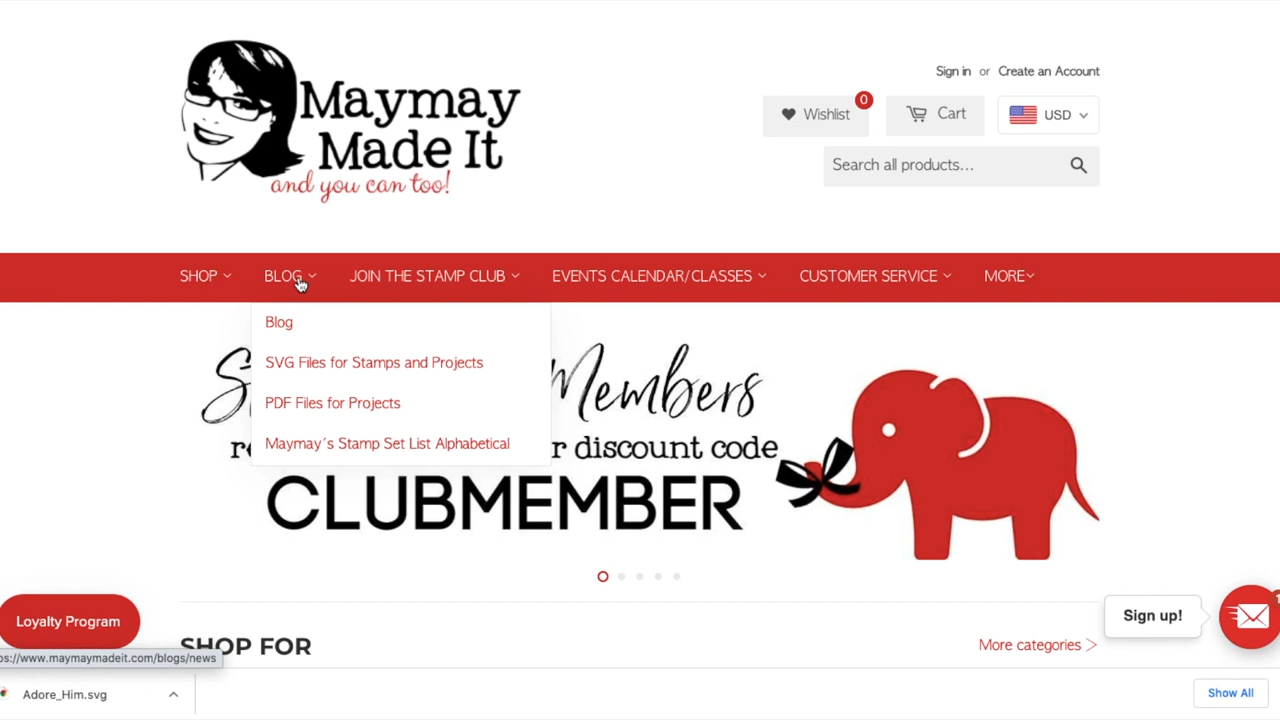 Maymay
Made It
and you can too!
Sign in or Create an Account
Wishlist
0
Cart
USD
Search all products...
SHOP
BLOG
JOIN THE STAMP CLUB
EVENTS CALENDAR/CLASSES
CUSTOMER SERVICE
MORE
Blog
SVG Files for Stamps and Projects
PDF Files for Projects
Maymay's Stamp Set List Alphabetical
Members
r discount code
CLUBMEMBER
Loyalty Program
Sign up!
SHOP FOR
More categories >
ps://www.maymaymadeit.com/blogs/news
Adore_Him.svg
Show All